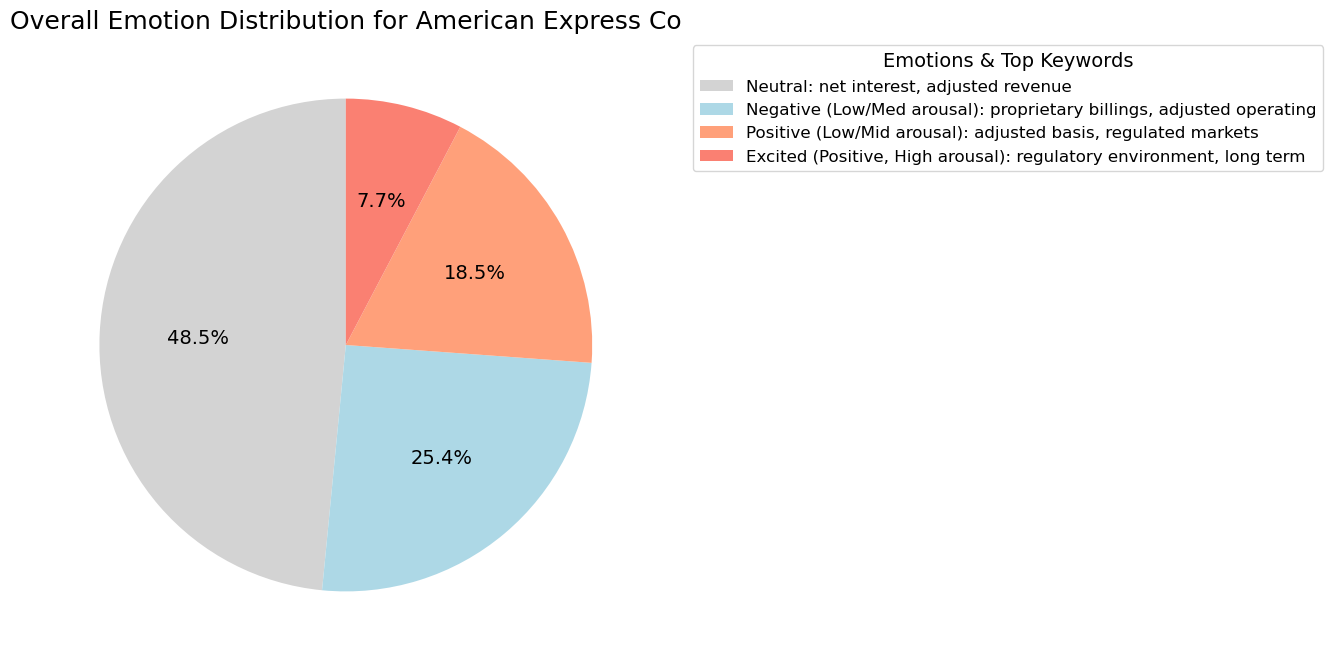 Overall Emotion Distribution for American Express Co
Emotions & Top Keywords
Neutral: net interest, adjusted revenue
Negative (Low/Med arousal): proprietary billings, adjusted operating
Positive (Low/Mid arousal): adjusted basis, regulated markets
Excited (Positive, High arousal): regulatory environment, long term
7.7%
18.5%
48.5%
25.4%